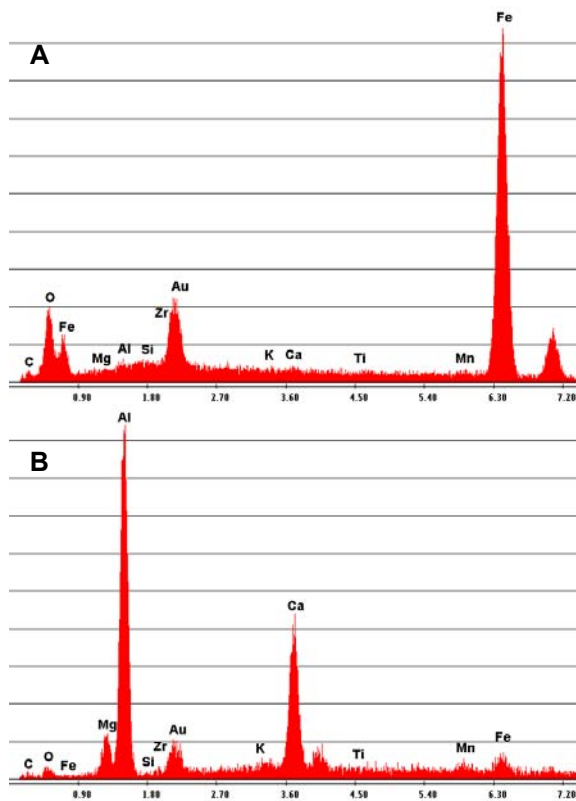 Fe
A
O
Au
Zr
Fe
Mg Al Si K Ca Ti Mn
C
0.90 1.80 2.70 3.60 4.50 5.40 6.30 7.20
Al
B
Ca
Mg Au
Zr Fe
O K Mn
C Fe Si Ti
0.90 1.80 2.70 3.60 4.50 5.40 6.30 7.20